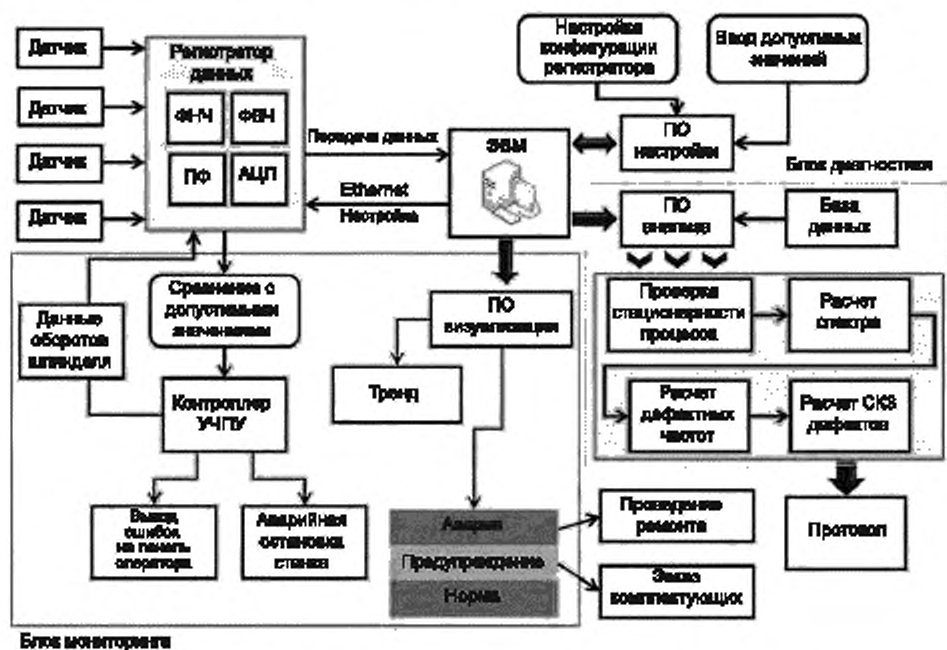 Датчик
Датчик
Датчик
Датчик
Регистратор
данных
ФНЧ
ФВЧ
ПФ
АЦП
Передача данных
Ethernet
Настройка
ЭВМ
Настройка
конфигурации
регистратора
Ввод допустимых
значений
ПО
настройки
Блок диагностики
ПО
анализа
База
данных
Проверка
стационарности
процесса
Расчет
спектра
Расчет
дефектных
частот
Расчет СКЗ
дефектов
Протокол
Сравнение с
допустимыми
значениями
Данные
оборотов
шпинделя
Контроллер
УЧПУ
Вывод
ошибок
на панель
оператора
Аварийная
остановка
станка
ПО
визуализации
Тренд
Авария
Предупреждение
Норма
Проведение
ремонта
Заказ
комплектующих
Блок мониторинга